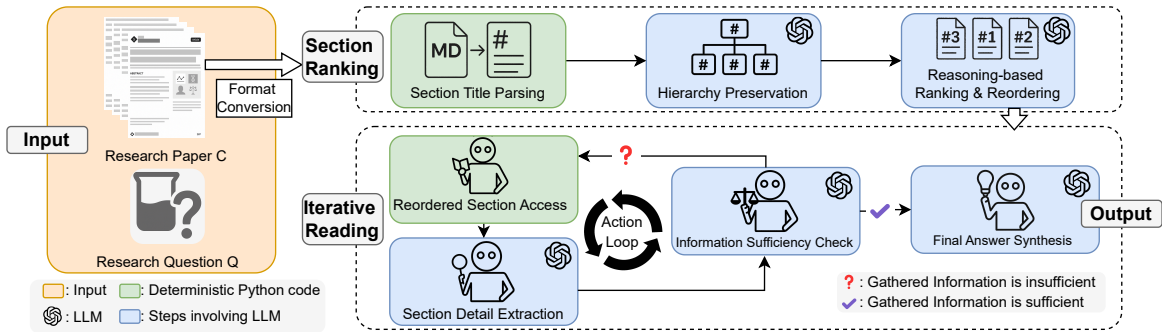 Input
Research Paper C
Research Question Q
Format
Conversion
Section
Ranking
MD
#
Section Title Parsing
#
# # #
Hierarchy Preservation
#3 #1 #2
Reasoning-based
Ranking & Reordering
Iterative
Reading
Reordered Section Access
Section Detail Extraction
Action
Loop
?
Information Sufficiency Check
Final Answer Synthesis
Output
: Input
: Deterministic Python code
: LLM
: Steps involving LLM
? : Gathered Information is insufficient
✓ : Gathered Information is sufficient